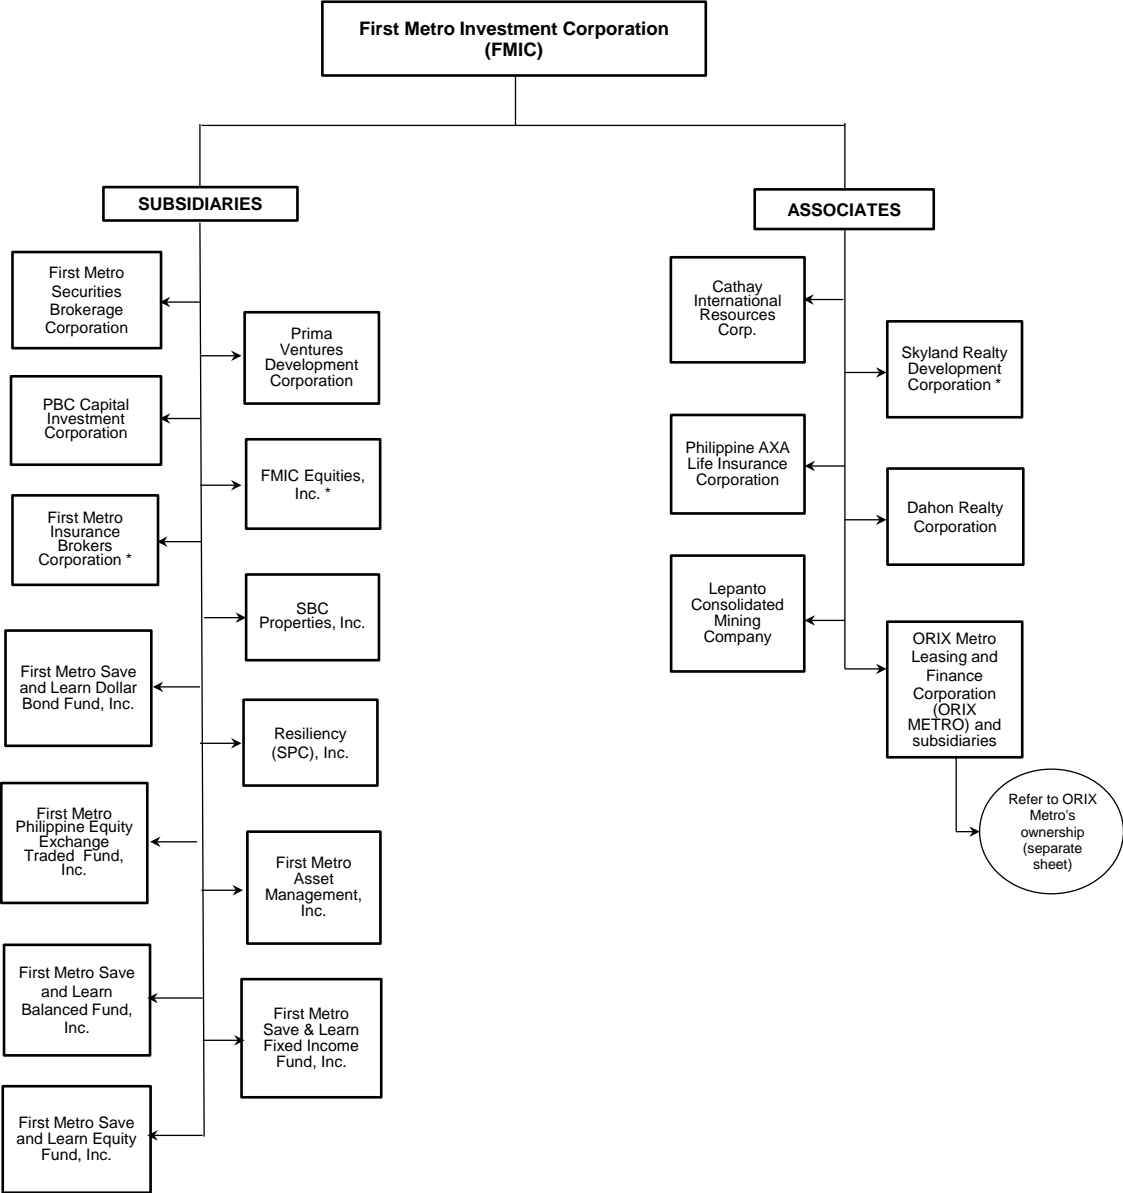 First Metro Investment Corporation
(FMIC)
SUBSIDIARIES
First Metro
Securities
Brokerage
Corporation
Prima
Ventures
Development
Corporation
PBC Capital
Investment
Corporation
FMIC Equities,
Inc. *
First Metro
Insurance
Brokers
Corporation *
SBC
Properties, Inc.
First Metro Save
and Learn Dollar
Bond Fund, Inc.
Resiliency
(SPC), Inc.
First Metro
Philippine Equity
Exchange
Traded Fund,
Inc.
First Metro
Asset
Management,
Inc.
First Metro Save
and Learn
Balanced Fund,
Inc.
First Metro
Save & Learn
Fixed Income
Fund, Inc.
First Metro Save
and Learn Equity
Fund, Inc.
ASSOCIATES
Cathay
International
Resources
Corp.
Skyland Realty
Development
Corporation *
Philippine AXA
Life Insurance
Corporation
Dahon Realty
Corporation
Lepanto
Consolidated
Mining
Company
ORIX Metro
Leasing and
Finance
Corporation
(ORIX
METRO) and
subsidiaries
Refer to ORIX
Metro's
ownership
(separate
sheet)